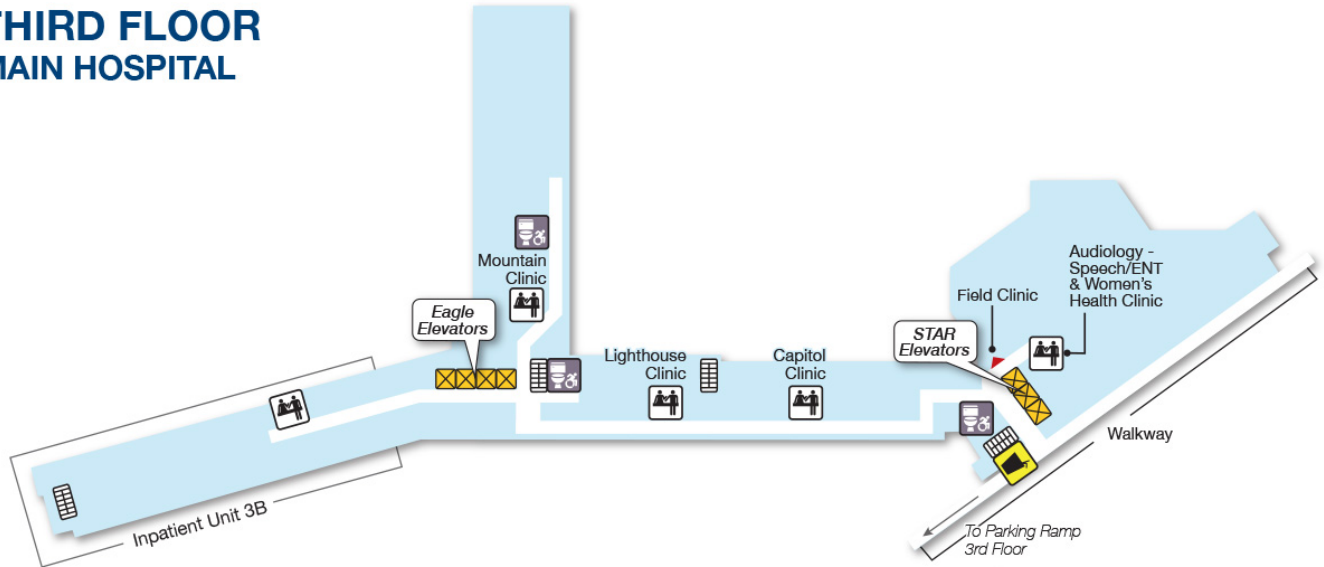 THIRD FLOOR
MAIN HOSPITAL
Mountain
Clinic
Eagle
Elevators
Lighthouse
Clinic
Capitol
Clinic
STAR
Elevators
Field Clinic
Audiology -
Speech/ENT
& Women's
Health Clinic
Walkway
Inpatient Unit 3B
To Parking Ramp
3rd Floor